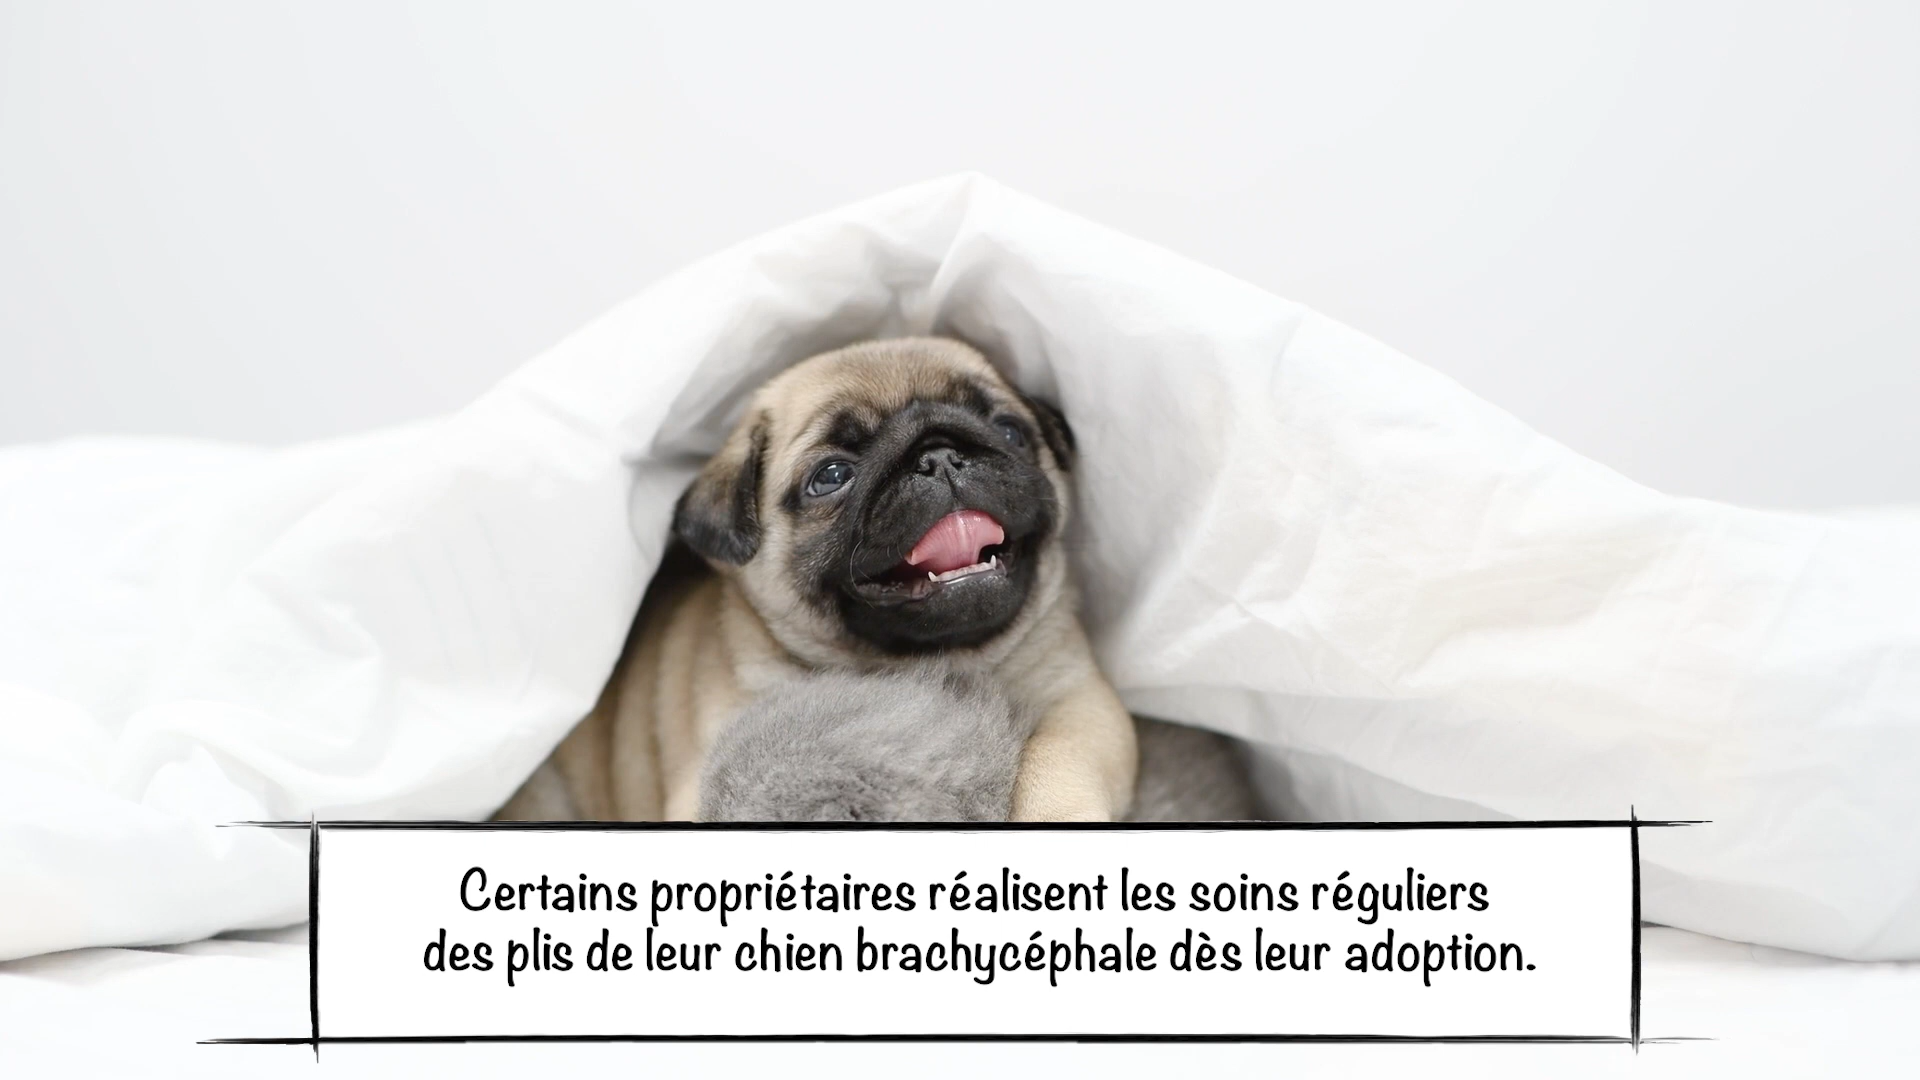 Certains propriétaires réalisent les soins réguliers
des plis de leur chien brachycéphale dès leur adoption.